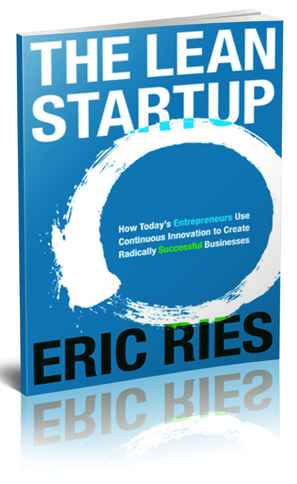 THE LEAN
STARTUP
How Today's Entrepreneurs Use
Continuous Innovation to Create
Radically Successful Businesses
ERIC RIES